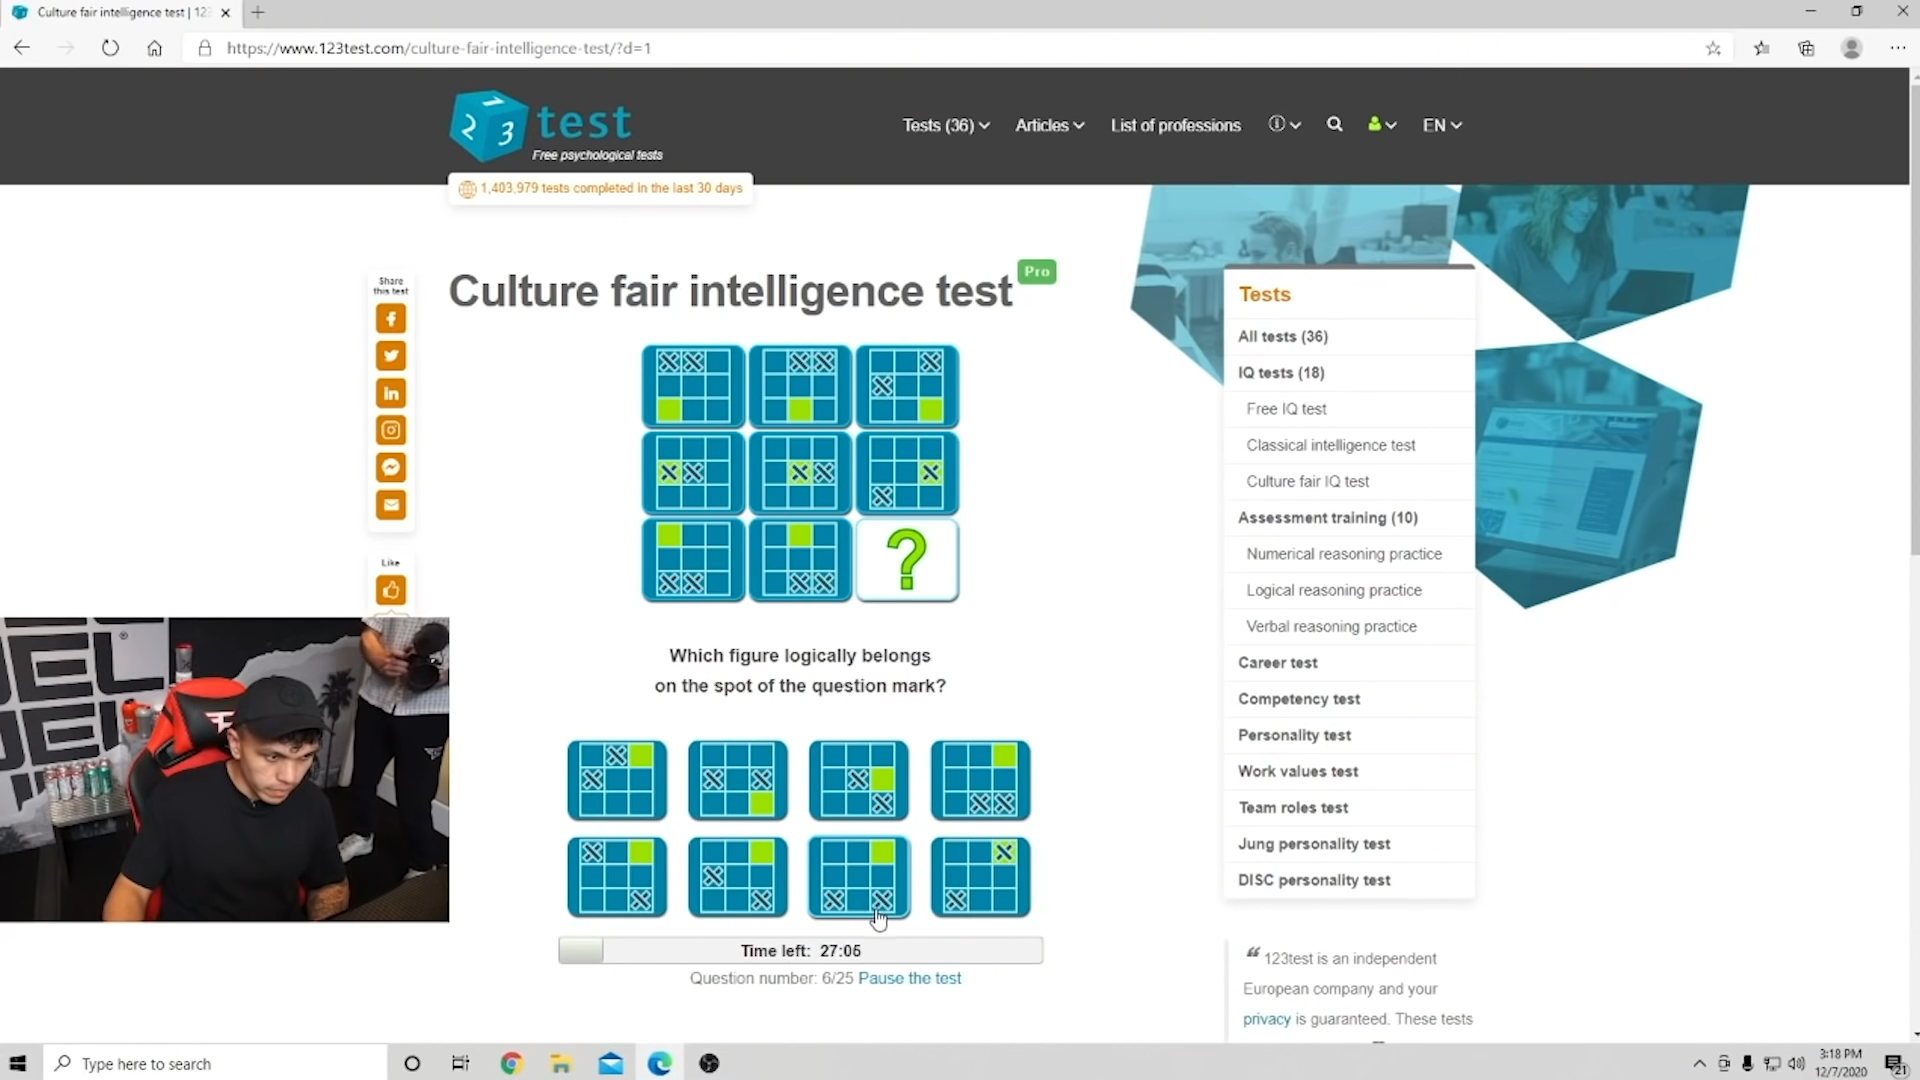 Culture fair intelligence test | 123
https://www.123test.com/culture-fair-intelligence-test/?d=1
1 2 3 test
Free psychological tests
Tests (36)
Articles
List of professions
EN
1,403,979 tests completed in the last 30 days
Share
this test
Culture fair intelligence test
Pro
?
Which figure logically belongs
on the spot of the question mark?
Time left: 27:05
Question number: 6/25 Pause the test
Like
Tests
All tests (36)
IQ tests (18)
Free IQ test
Classical intelligence test
Culture fair IQ test
Assessment training (10)
Numerical reasoning practice
Logical reasoning practice
Verbal reasoning practice
Career test
Competency test
Personality test
Work values test
Team roles test
Jung personality test
DISC personality test
“ 123test is an independent
European company and your
privacy is guaranteed. These tests
Type here to search
3:18 PM
12/7/2020
21